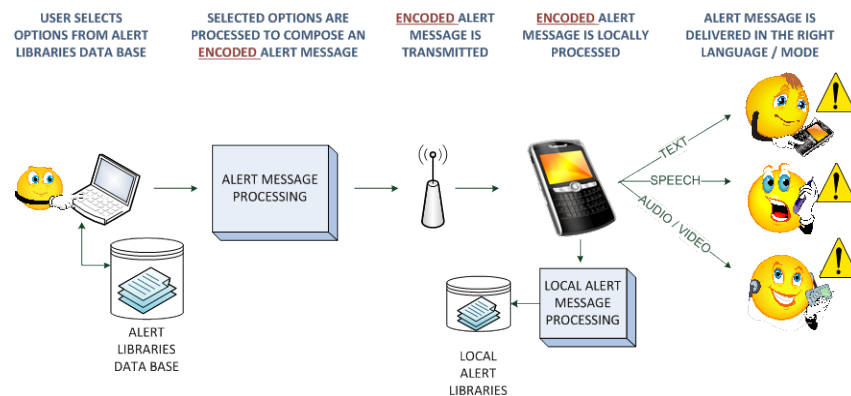 USER SELECTS
OPTIONS FROM ALERT
LIBRARIES DATA BASE
SELECTED OPTIONS ARE
PROCESSED TO COMPOSE AN
ENCODED ALERT MESSAGE
ENCODED ALERT
MESSAGE IS
TRANSMITTED
ENCODED ALERT
MESSAGE IS LOCALLY
PROCESSED
ALERT MESSAGE IS
DELIVERED IN THE RIGHT
LANGUAGE / MODE
ALERT MESSAGE
PROCESSING
TEXT
SPEECH
AUDIO / VIDEO
ALERT
LIBRARIES
DATA BASE
LOCAL ALERT
MESSAGE
PROCESSING
LOCAL
ALERT
LIBRARIES